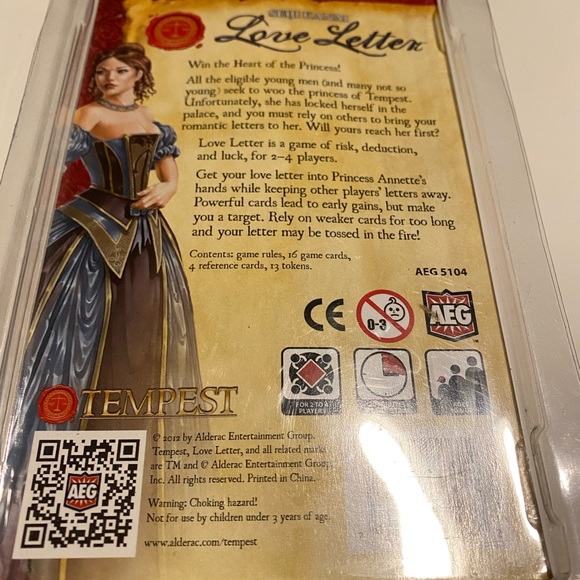 SEIJI KANAI
Love Letter
Win the Heart of the Princess!
All the eligible young men (and many not so
young) seek to woo the princess of Tempest.
Unfortunately, she has locked herself in the
palace, and you must rely on others to bring your
romantic letters to her. Will yours reach her first?
Love Letter is a game of risk, deduction,
and luck, for 2–4 players.
Get your love letter into Princess Annette's
hands while keeping other players' letters away.
Powerful cards lead to early gains, but make
you a target. Rely on weaker cards for too long
and your letter may be tossed in the fire!
Contents: game rules, 16 game cards,
4 reference cards, 13 tokens.
AEG 5104
CE
0-3
AEG
FOR 2 TO 4
PLAYERS
TEMPEST
AEG
© 2012 by Alderac Entertainment Group.
Tempest, Love Letter, and all related marks
are TM and © Alderac Entertainment Group
Inc. All rights reserved. Printed in China.
Warning: Choking hazard!
Not for use by children under 3 years of age.
www.alderac.com/tempest